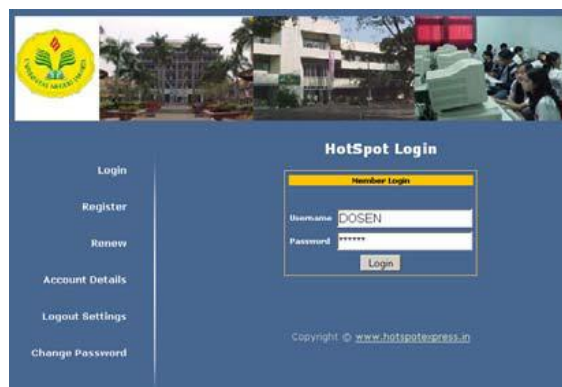 HotSpot Login
Login
Register
Renew
Account Details
Logout Settings
Change Password
Member Login
Username DOSEN
Password ******
Login
Copyright © www.hotspotexpress.in